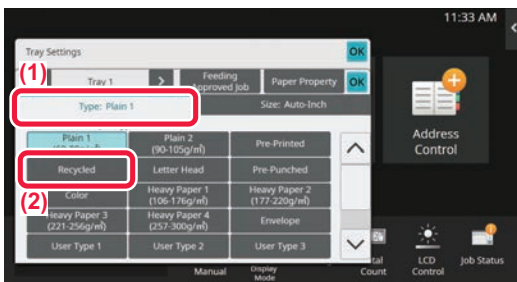 11:33 AM
Tray Settings
OK
(1)
Tray 1
>
Feeding
Approved Job
Paper Property
OK
Type: Plain 1
Size: Auto-Inch
Plain 1
Plain 2
(90-105g/㎡)
Pre-Printed
Recycled
Letter Head
Pre-Punched
(2)
Color
Heavy Paper 1
(106-176g/㎡)
Heavy Paper 2
(177-220g/㎡)
Heavy Paper 3
(221-256g/㎡)
Heavy Paper 4
(257-300g/㎡)
Envelope
User Type 1
User Type 2
User Type 3
Address
Control
Manual
Display
Mode
Count
LCD
Control
Job Status